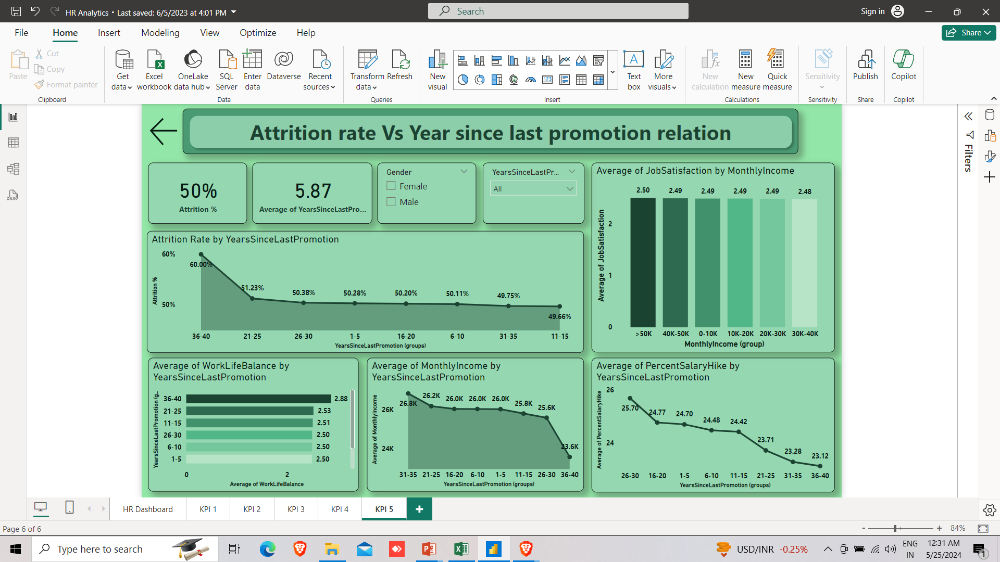 HR Analytics • Last saved: 6/5/2023 at 4:01 PM
Search
Sign in
File Home Insert Modeling View Optimize Help
Share
Paste
Cut
Copy
Format painter
Clipboard
Get data
Excel workbook
OneLake data hub
SQL Server
Enter data
Dataverse
Recent sources
Data
Transform data
Refresh
Queries
New visual
123
A
Text box
More visuals
Insert
New calculation
New measure
Quick measure
Calculations
Sensitivity
Sensitivity
Publish
Share
Copilot
Copilot
DAX
Filters
Attrition rate Vs Year since last promotion relation
50%
Attrition %
5.87
Average of YearsSinceLastPro...
Gender
Female
Male
YearsSinceLastPr...
All
Average of JobSatisfaction by MonthlyIncome
2.50 2.49 2.49 2.49 2.49 2.48
Average of JobSatisfaction
2
1
0
>50K 40K-50K 0-10K 10K-20K 20K-30K 30K-40K
MonthlyIncome (group)
Attrition Rate by YearsSinceLastPromotion
Attrition %
60%
50%
60.00% 51.23% 50.38% 50.28% 50.20% 50.11% 49.75% 49.66%
36-40 21-25 26-30 1-5 16-20 6-10 31-35 11-15
YearsSinceLastPromotion (groups)
Average of WorkLifeBalance by
YearsSinceLastPromotion
YearsSinceLastPromotion (g...
36-40 2.88
21-25 2.53
11-15 2.51
26-30 2.50
6-10 2.50
1-5 2.50
0 2
Average of WorkLifeBalance
Average of MonthlyIncome by
YearsSinceLastPromotion
Average of MonthlyIncome
26K
24K
26.8K 26.2K 26.0K 26.0K 26.0K 25.8K 25.6K 23.6K
31-35 21-25 16-20 6-10 1-5 11-15 26-30 36-40
YearsSinceLastPromotion (groups)
Average of PercentSalaryHike by
YearsSinceLastPromotion
Average of PercentSalaryHike
26
24
25.70 24.77 24.70 24.48 24.42 23.71 23.28 23.12
26-30 16-20 1-5 6-10 11-15 21-25 31-35 36-40
YearsSinceLastPromotion (groups)
HR Dashboard KPI 1 KPI 2 KPI 3 KPI 4 KPI 5 +
Page 6 of 6
- + 84%
Type here to search
USD/INR -0.25%
ENG
IN
12:31 AM
5/25/2024
1